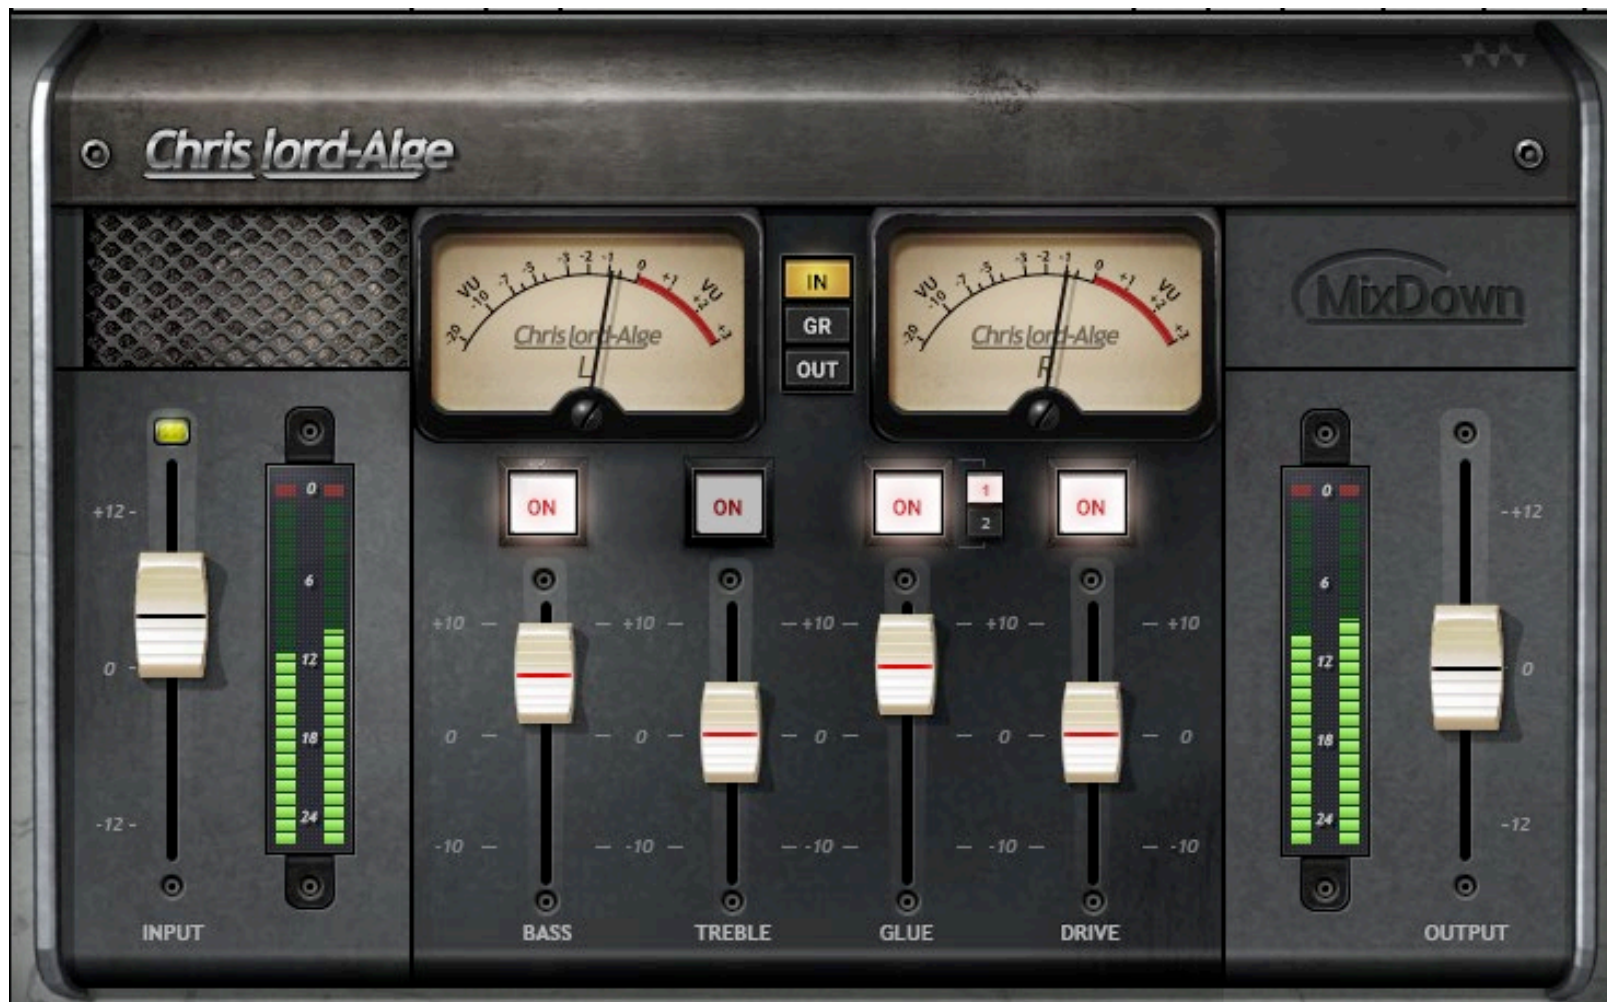 Chris lord-Alge
VU -20 -10 -7 -5 -3 -2 -1 0 +1 +2 +3 VU
Chris lord-Alge
L
IN
GR
OUT
VU -20 -10 -7 -5 -3 -2 -1 0 +1 +2 +3 VU
Chris lord-Alge
R
MixDown
ON
ON
ON
1
2
ON
+12
0
-12
0
6
12
18
24
+10 +10 +10 +10 +10
0 0 0 0 0
-10 -10 -10 -10 -10
0
6
12
18
24
+12
0
-12
INPUT
BASS
TREBLE
GLUE
DRIVE
OUTPUT